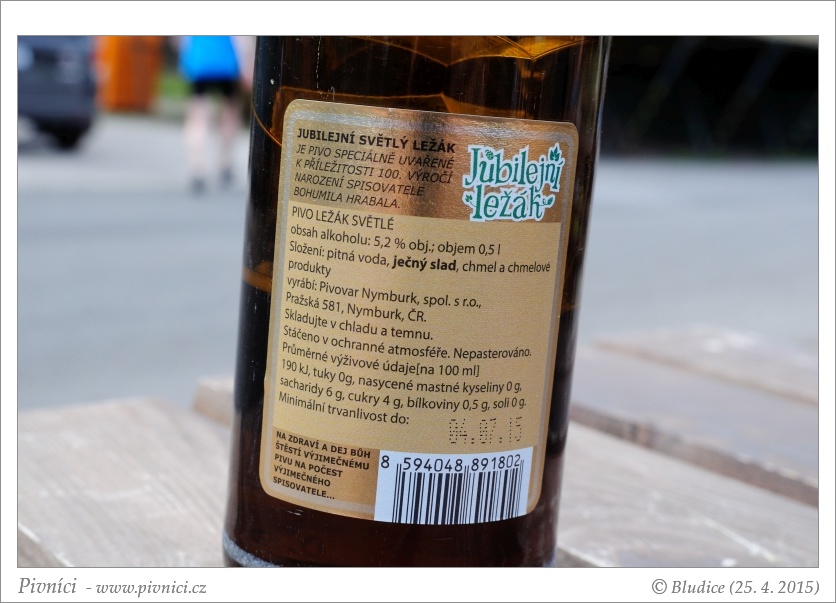 JUBILEJNÍ SVĚTLÝ LEŽÁK
JE PIVO SPECIÁLNĚ UVAŘENÉ
K PŘÍLEŽITOSTI 100. VÝROČÍ
NAROZENÍ SPISOVATELE
BOHUMILA HRABALA.
Jubilejní
ležák
PIVO LEŽÁK SVĚTLÉ
obsah alkoholu: 5,2 % obj.; objem 0,5 l
Složení: pitná voda, ječný slad, chmel a chmelové
produkty
vyrábí: Pivovar Nymburk, spol. s r.o.,
Pražská 581, Nymburk, ČR.
Skladujte v chladu a temnu.
Stáčeno v ochranné atmosféře. Nepasterováno.
Průměrné výživové údaje[na 100 ml]
190 kJ, tuky 0g, nasycené mastné kyseliny 0 g,
sacharidy 6 g, cukry 4 g, bílkoviny 0,5 g, soli 0 g.
Minimální trvanlivost do:
04.07.15
NA ZDRAVÍ A DEJ BŮH
ŠTĚSTÍ VÝJIMEČNÉMU
PIVU NA POČEST
VÝJIMEČNÉHO
SPISOVATELE...
8 594048 891802
Pivníci - www.pivnici.cz
© Bludice (25. 4. 2015)